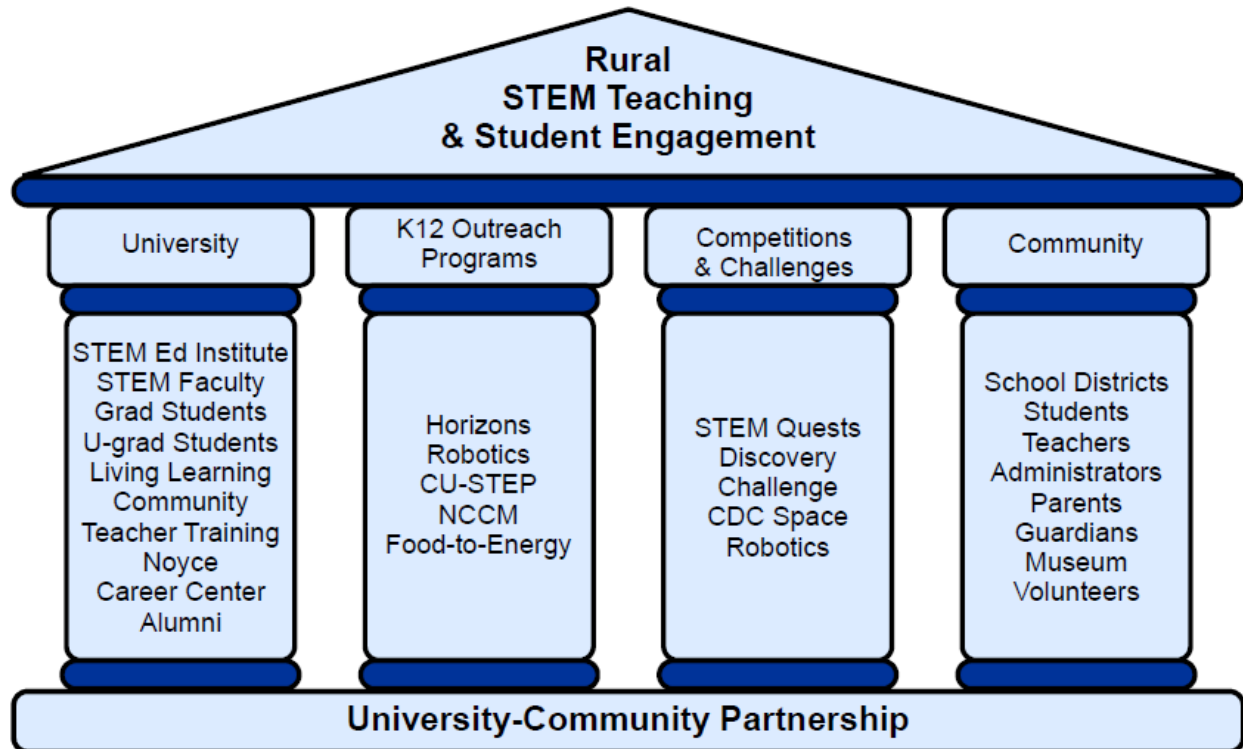 Rural
STEM Teaching
& Student Engagement
University
K12 Outreach
Programs
Competitions
& Challenges
Community
STEM Ed Institute
STEM Faculty
Grad Students
U-grad Students
Living Learning
Community
Teacher Training
Noyce
Career Center
Alumni
Horizons
Robotics
CU-STEP
NCCM
Food-to-Energy
STEM Quests
Discovery
Challenge
CDC Space
Robotics
School Districts
Students
Teachers
Administrators
Parents
Guardians
Museum
Volunteers
University-Community Partnership